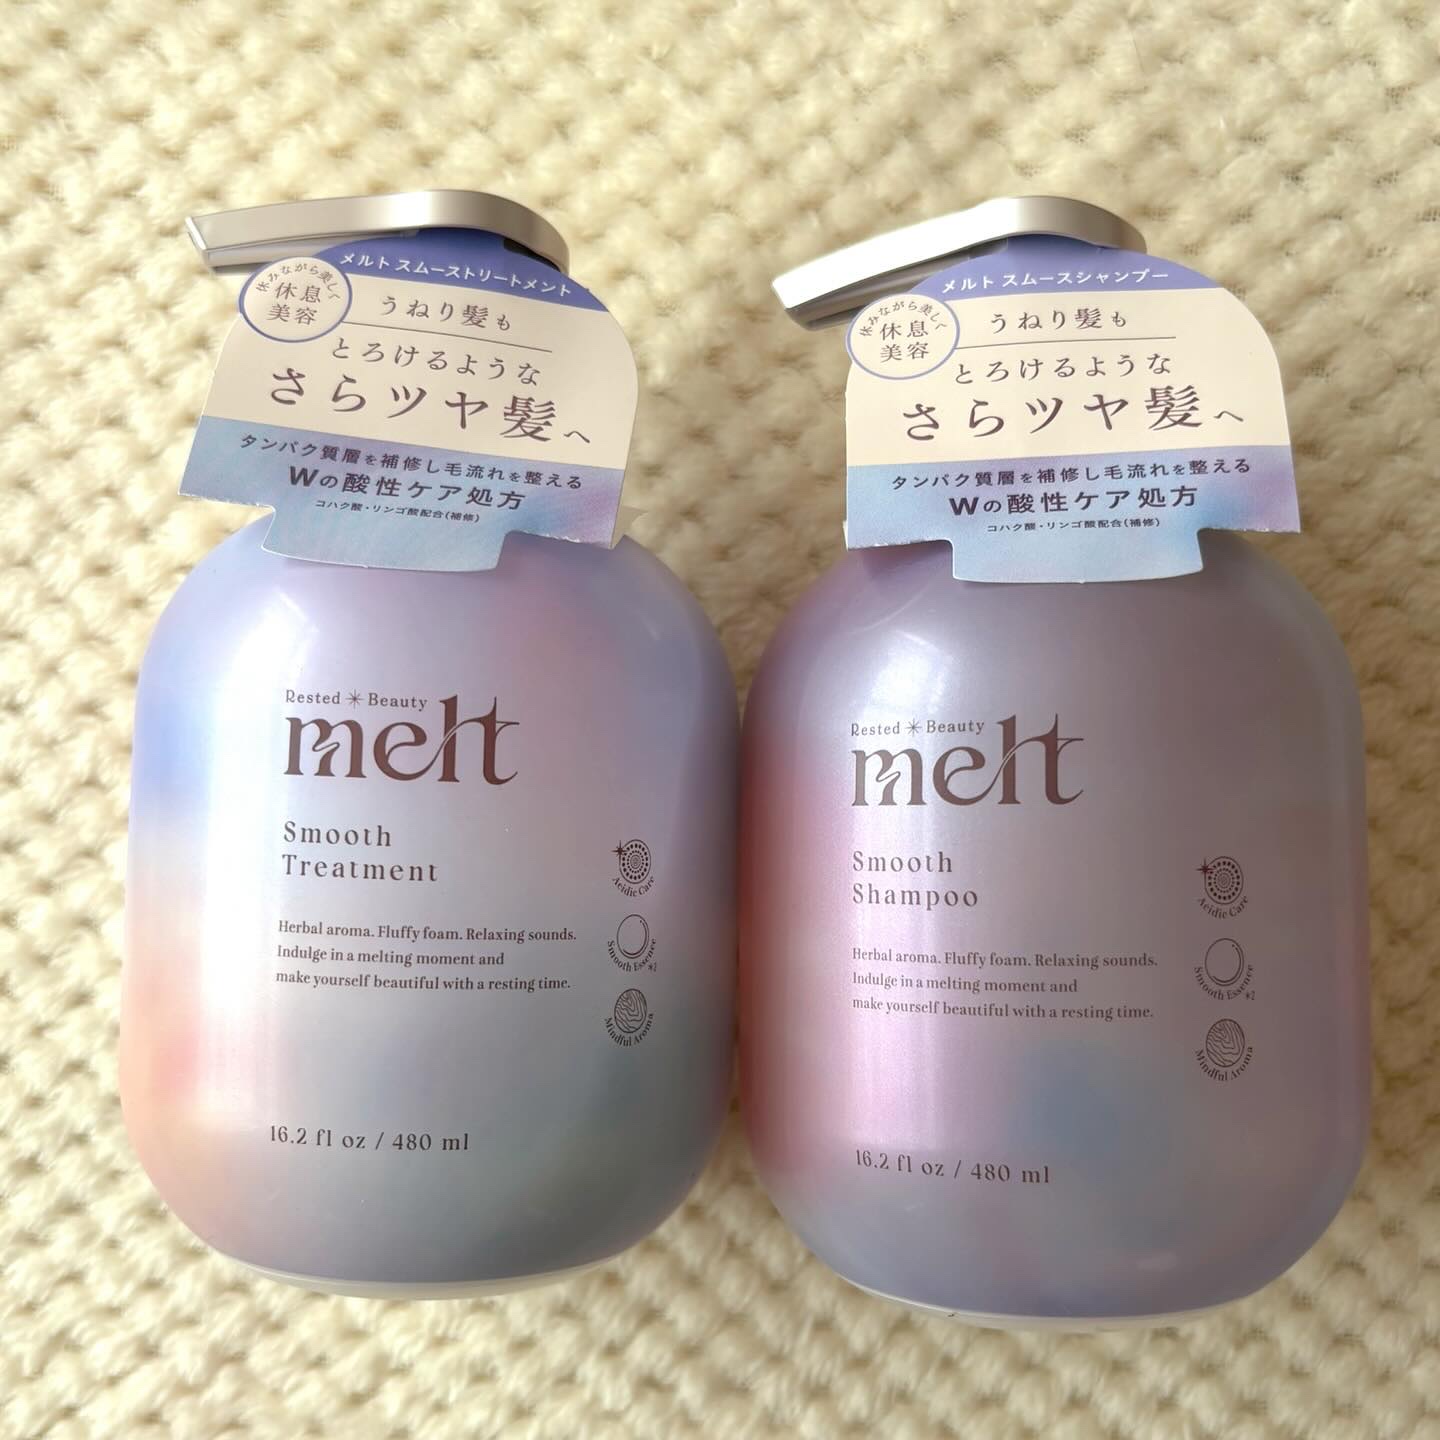 メルト スムーストリートメント
休みながら美しく
休息
美容
うねり髪も
とろけるような
さらツヤ髪へ
タンパク質層を補修し毛流れを整える
Wの酸性ケア処方
コハク酸・リンゴ酸配合(補修)
Rested Beauty
melt
Smooth
Treatment
Herbal aroma. Fluffy foam. Relaxing sounds.
Indulge in a melting moment and
make yourself beautiful with a resting time.
Acidic Care
Smooth Essence *2
Mindful Aroma
16.2 fl oz / 480 ml
メルト スムースシャンプー
休みながら美しく
休息
美容
うねり髪も
とろけるような
さらツヤ髪へ
タンパク質層を補修し毛流れを整える
Wの酸性ケア処方
コハク酸・リンゴ酸配合(補修)
Rested Beauty
melt
Smooth
Shampoo
Herbal aroma. Fluffy foam. Relaxing sounds.
Indulge in a melting moment and
make yourself beautiful with a resting time.
Acidic Care
Smooth Essence *2
Mindful Aroma
16.2 fl oz / 480 ml